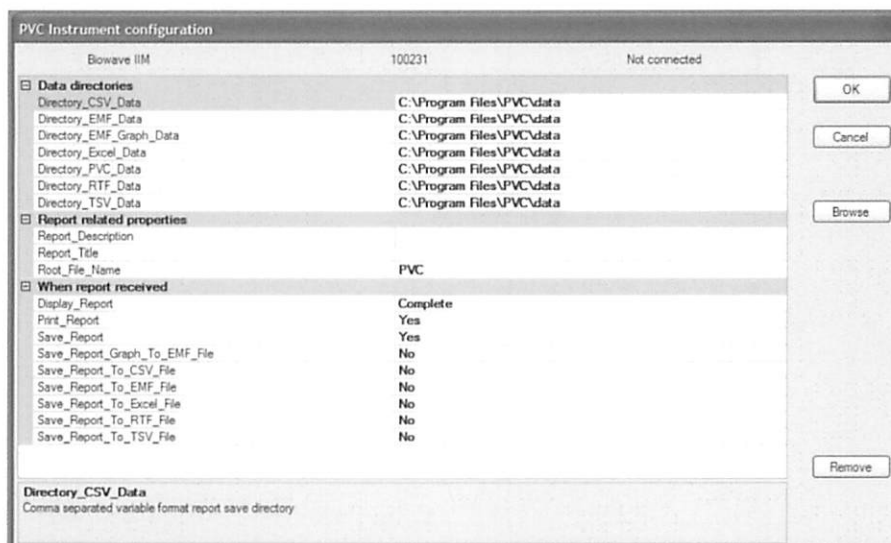 PVC Instrument configuration
Biowave IIM 100231 Not connected
Data directories
Directory_CSV_Data C:\Program Files\PVC\data
Directory_EMF_Data C:\Program Files\PVC\data
Directory_EMF_Graph_Data C:\Program Files\PVC\data
Directory_Excel_Data C:\Program Files\PVC\data
Directory_PVC_Data C:\Program Files\PVC\data
Directory_RTF_Data C:\Program Files\PVC\data
Directory_TSV_Data C:\Program Files\PVC\data
Report related properties
Report_Description
Report_Title
Root_File_Name PVC
When report received
Display_Report Complete
Print_Report Yes
Save_Report Yes
Save_Report_Graph_To_EMF_File No
Save_Report_To_CSV_File No
Save_Report_To_EMF_File No
Save_Report_To_Excel_File No
Save_Report_To_RTF_File No
Save_Report_To_TSV_File No
Directory_CSV_Data
Comma separated variable format report save directory
OK
Cancel
Browse
Remove